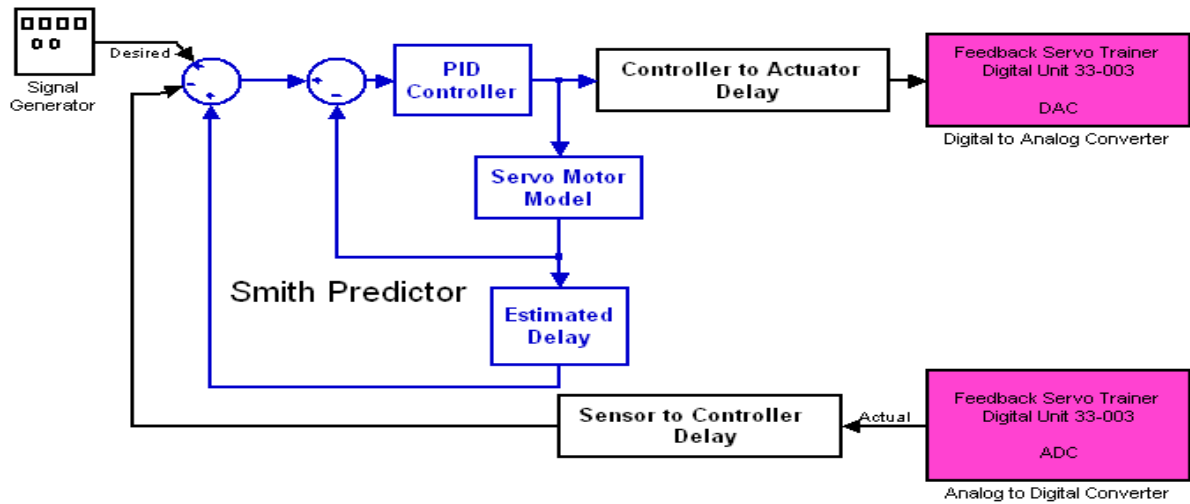 Desired
Signal
Generator
PID
Controller
Controller to Actuator
Delay
Feedback Servo Trainer
Digital Unit 33-003
DAC
Digital to Analog Converter
Servo Motor
Model
Smith Predictor
Estimated
Delay
Sensor to Controller
Delay
Actual
Feedback Servo Trainer
Digital Unit 33-003
ADC
Analog to Digital Converter